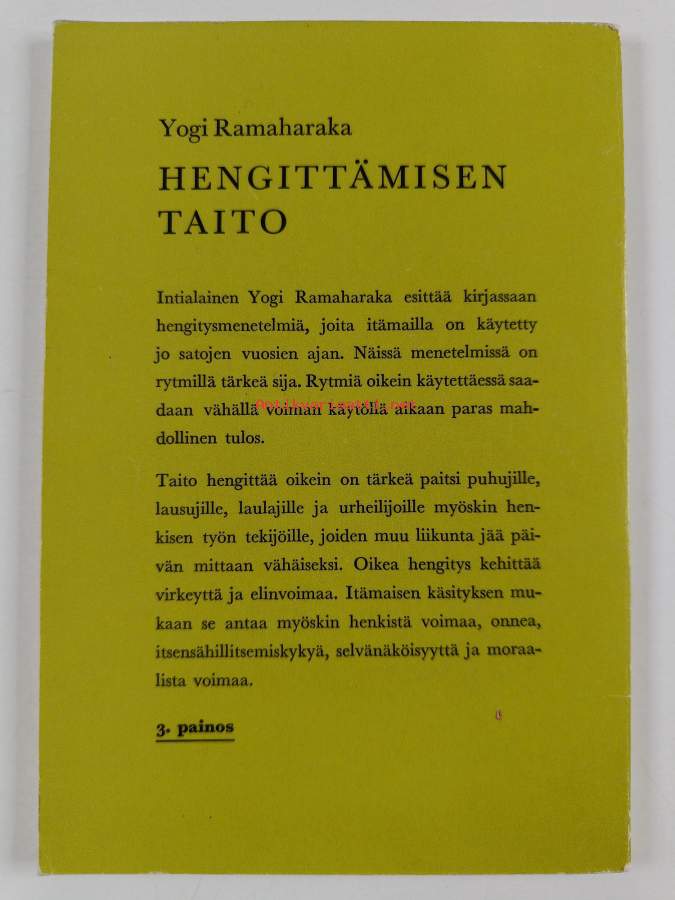 Yogi Ramaharaka
HENGITTÄMISEN
TAITO
Intialainen Yogi Ramaharaka esittää kirjassaan
hengitysmenetelmiä, joita itämailla on käytetty
jo satojen vuosien ajan. Näissä menetelmissä on
rytmillä tärkeä sija. Rytmiä oikein käytettäessä saa-
daan vähällä voiman käytöllä aikaan paras mah-
Antikvariaatti.net
dollinen tulos.
Taito hengittää oikein on tärkeä paitsi puhujille,
lausujille, laulajille ja urheilijoille myöskin hen-
kisen työn tekijöille, joiden muu liikunta jää päi-
vän mittaan vähäiseksi. Oikea hengitys kehittää
virkeyttä ja elinvoimaa. Itämaisen käsityksen mu-
kaan se antaa myöskin henkistä voimaa, onnea,
itsensähillitsemiskykyä, selvänäköisyyttä ja moraa-
lista voimaa.
3. painos